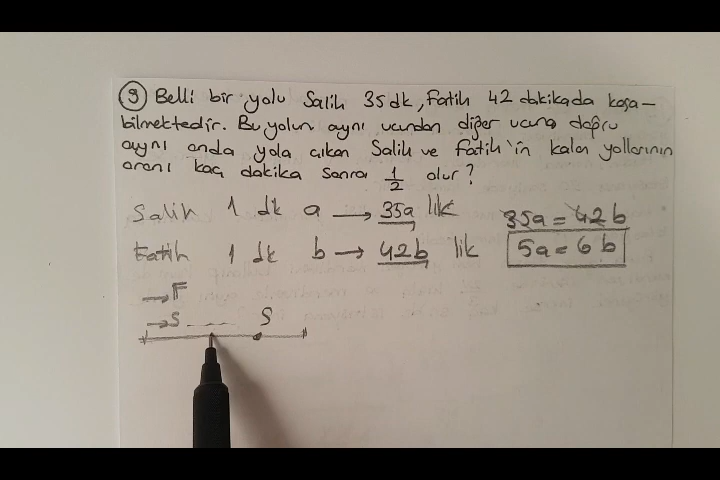 9 Belli bir yolu Salih 35 dk, Fatih 42 dakikada koşa-
bilmektedir. Bu yolun aynı ucundan diğer ucuna doğru
aynı anda yola çıkan Salih ve Fatih'in kalan yollarının
oranı kaç dakika sonra 1/2 olur?
Salih 1 dk a → 35a lık 35a = 42b
Fatih 1 dk b → 42b lik 5a = 6b
→F
→S S